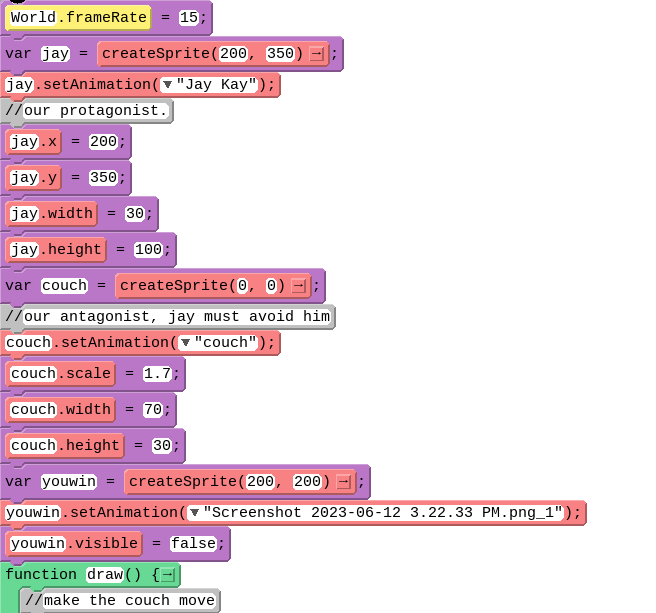 World.frameRate = 15;
var jay = createSprite(200, 350) →;
jay.setAnimation(▼"Jay Kay");
//our protagonist.
jay.x = 200;
jay.y = 350;
jay.width = 30;
jay.height = 100;
var couch = createSprite(0, 0) →;
//our antagonist, jay must avoid him
couch.setAnimation(▼"couch");
couch.scale = 1.7;
couch.width = 70;
couch.height = 30;
var youwin = createSprite(200, 200) →;
youwin.setAnimation(▼"Screenshot 2023-06-12 3.22.33 PM.png_1");
youwin.visible = false;
function draw() {→
//make the couch move